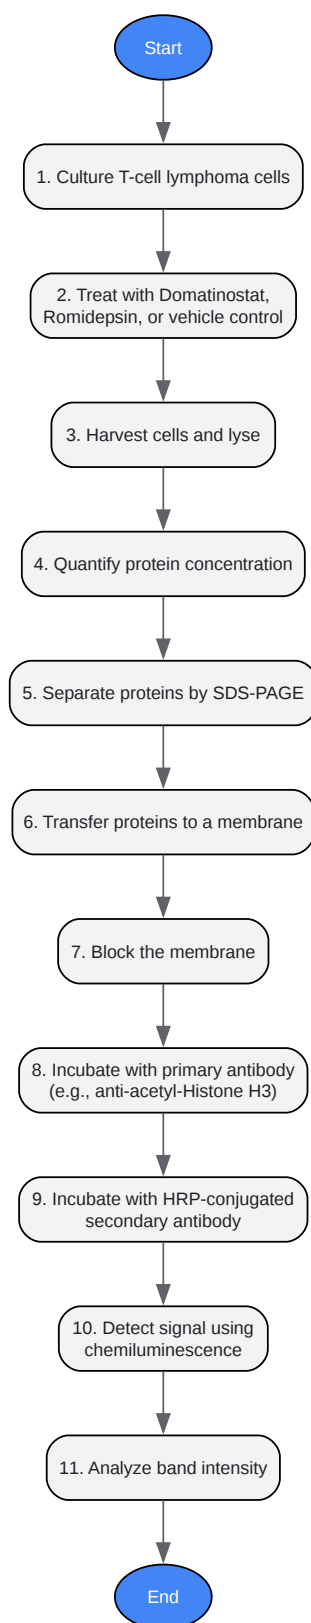 Start
1. Culture T-cell lymphoma cells
2. Treat with Domatinostat,
Romidepsin, or vehicle control
3. Harvest cells and lyse
4. Quantify protein concentration
5. Separate proteins by SDS-PAGE
6. Transfer proteins to a membrane
7. Block the membrane
8. Incubate with primary antibody
(e.g., anti-acetyl-Histone H3)
9. Incubate with HRP-conjugated
secondary antibody
10. Detect signal using
chemiluminescence
11. Analyze band intensity
End